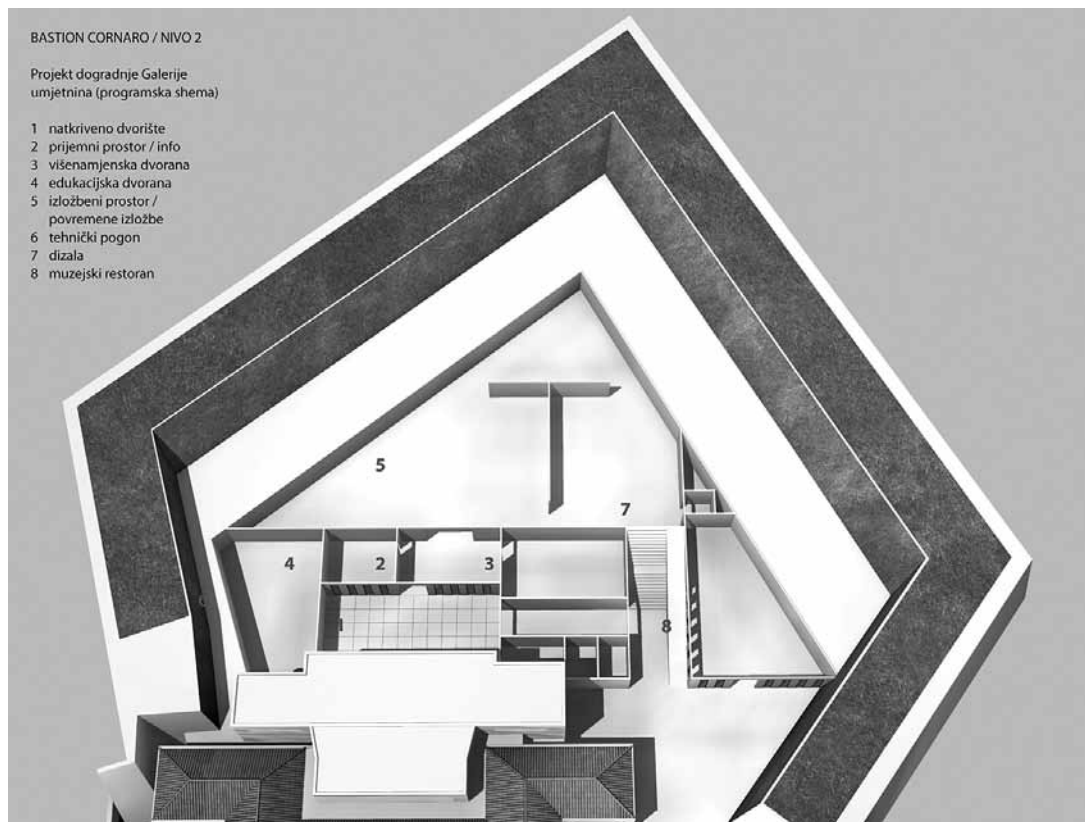 BASTION CORNARO / NIVO 2
Projekt dogradnje Galerije
umjetnina (programska shema)
1 natkriveno dvorište
2 prijemni prostor / info
3 višenamjenska dvorana
4 edukacijska dvorana
5 izložbeni prostor /
povremene izložbe
6 tehnički pogon
7 dizala
8 muzejski restoran
5
7
4
2
3
8